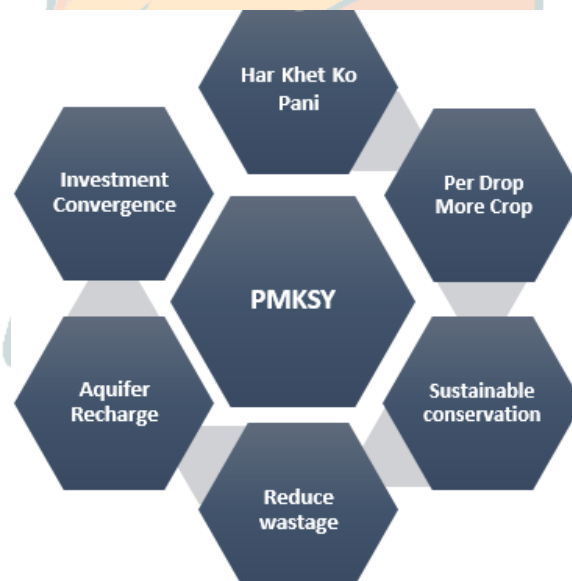 Har Khet Ko
Pani
Per Drop
More Crop
Sustainable
conservation
Reduce
wastage
Aquifer
Recharge
Investment
Convergence
PMKSY